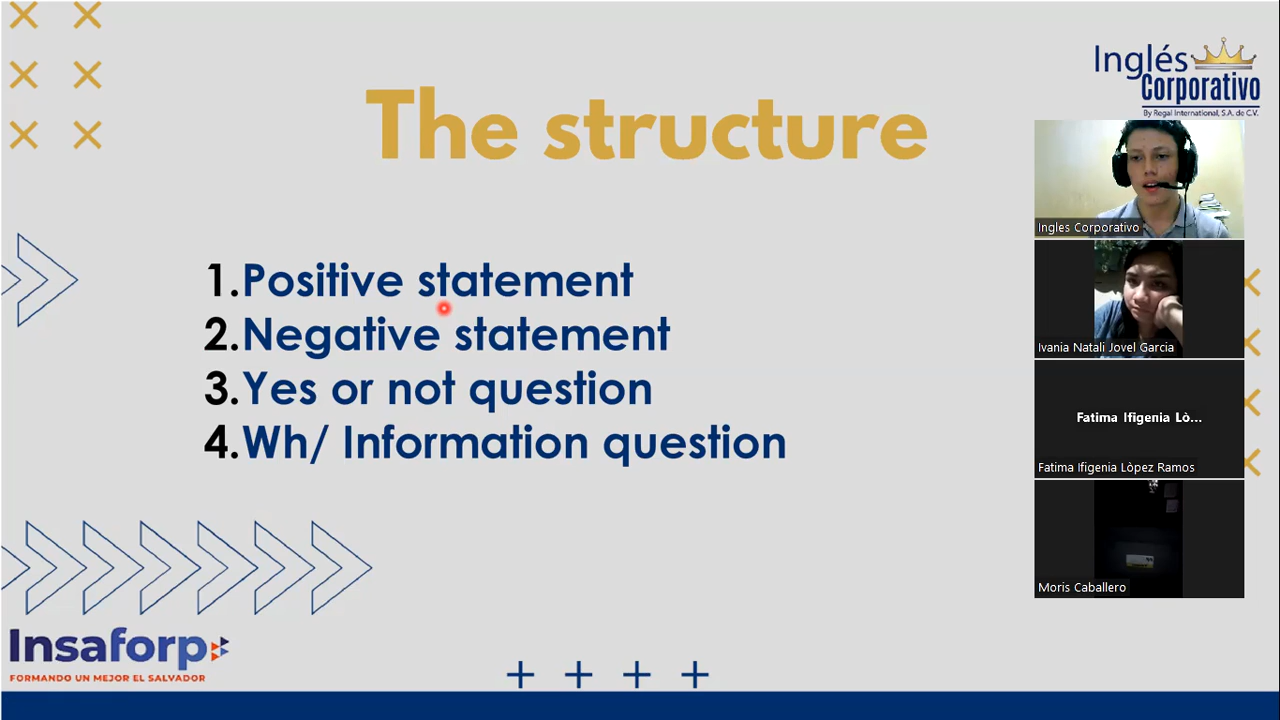 Inglés
Corporativo
By Regal International, S.A. de C.V.
The structure
1.Positive statement
2.Negative statement
3.Yes or not question
4.Wh/ Information question
Ingles Corporativo
Ivania Natali Jovel Garcia
Fatima Ifigenia Lò...
Fatima Ifigenia Lòpez Ramos
Moris Caballero
Insaforp
FORMANDO UN MEJOR EL SALVADOR